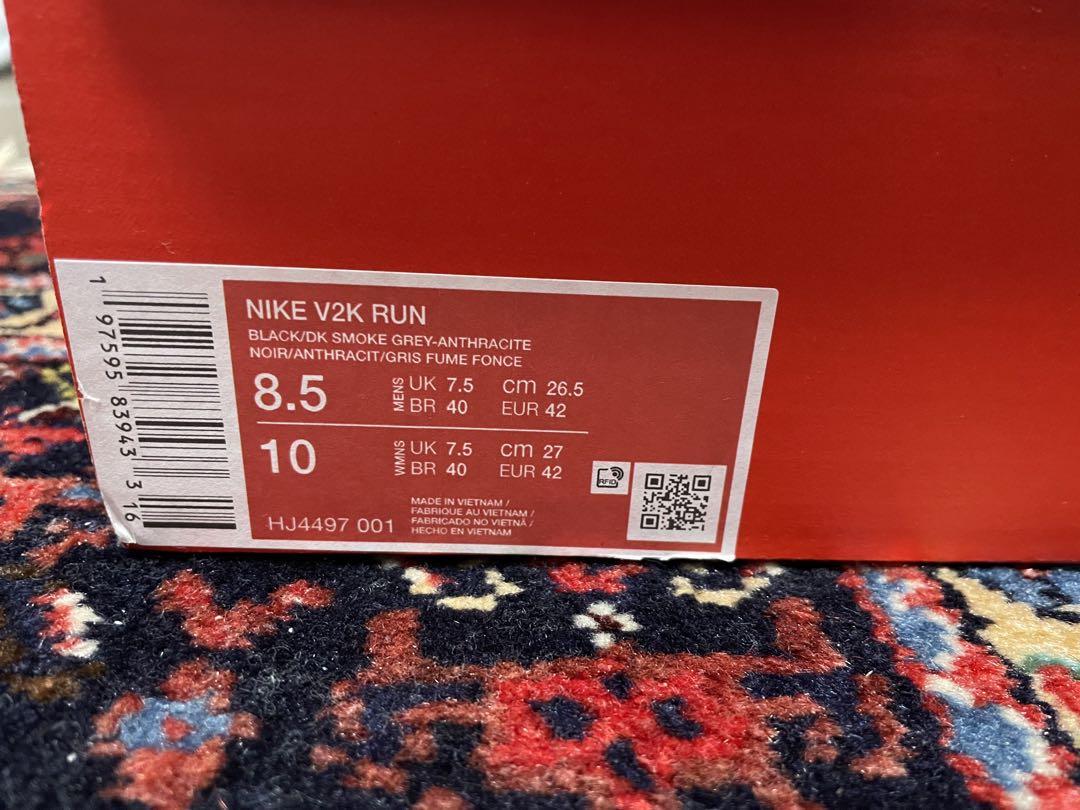 NIKE V2K RUN
BLACK/DK SMOKE GREY-ANTHRACITE
NOIR/ANTHRACIT/GRIS FUME FONCE
8.5 MENS UK 7.5 cm 26.5
BR 40 EUR 42
10 WMNS UK 7.5 cm 27
BR 40 EUR 42
RFID
MADE IN VIETNAM /
FABRIQUE AU VIETNAM /
FABRICADO NO VIETNÃ /
HECHO EN VIETNAM
HJ4497 001
1 97595 83943 3 16